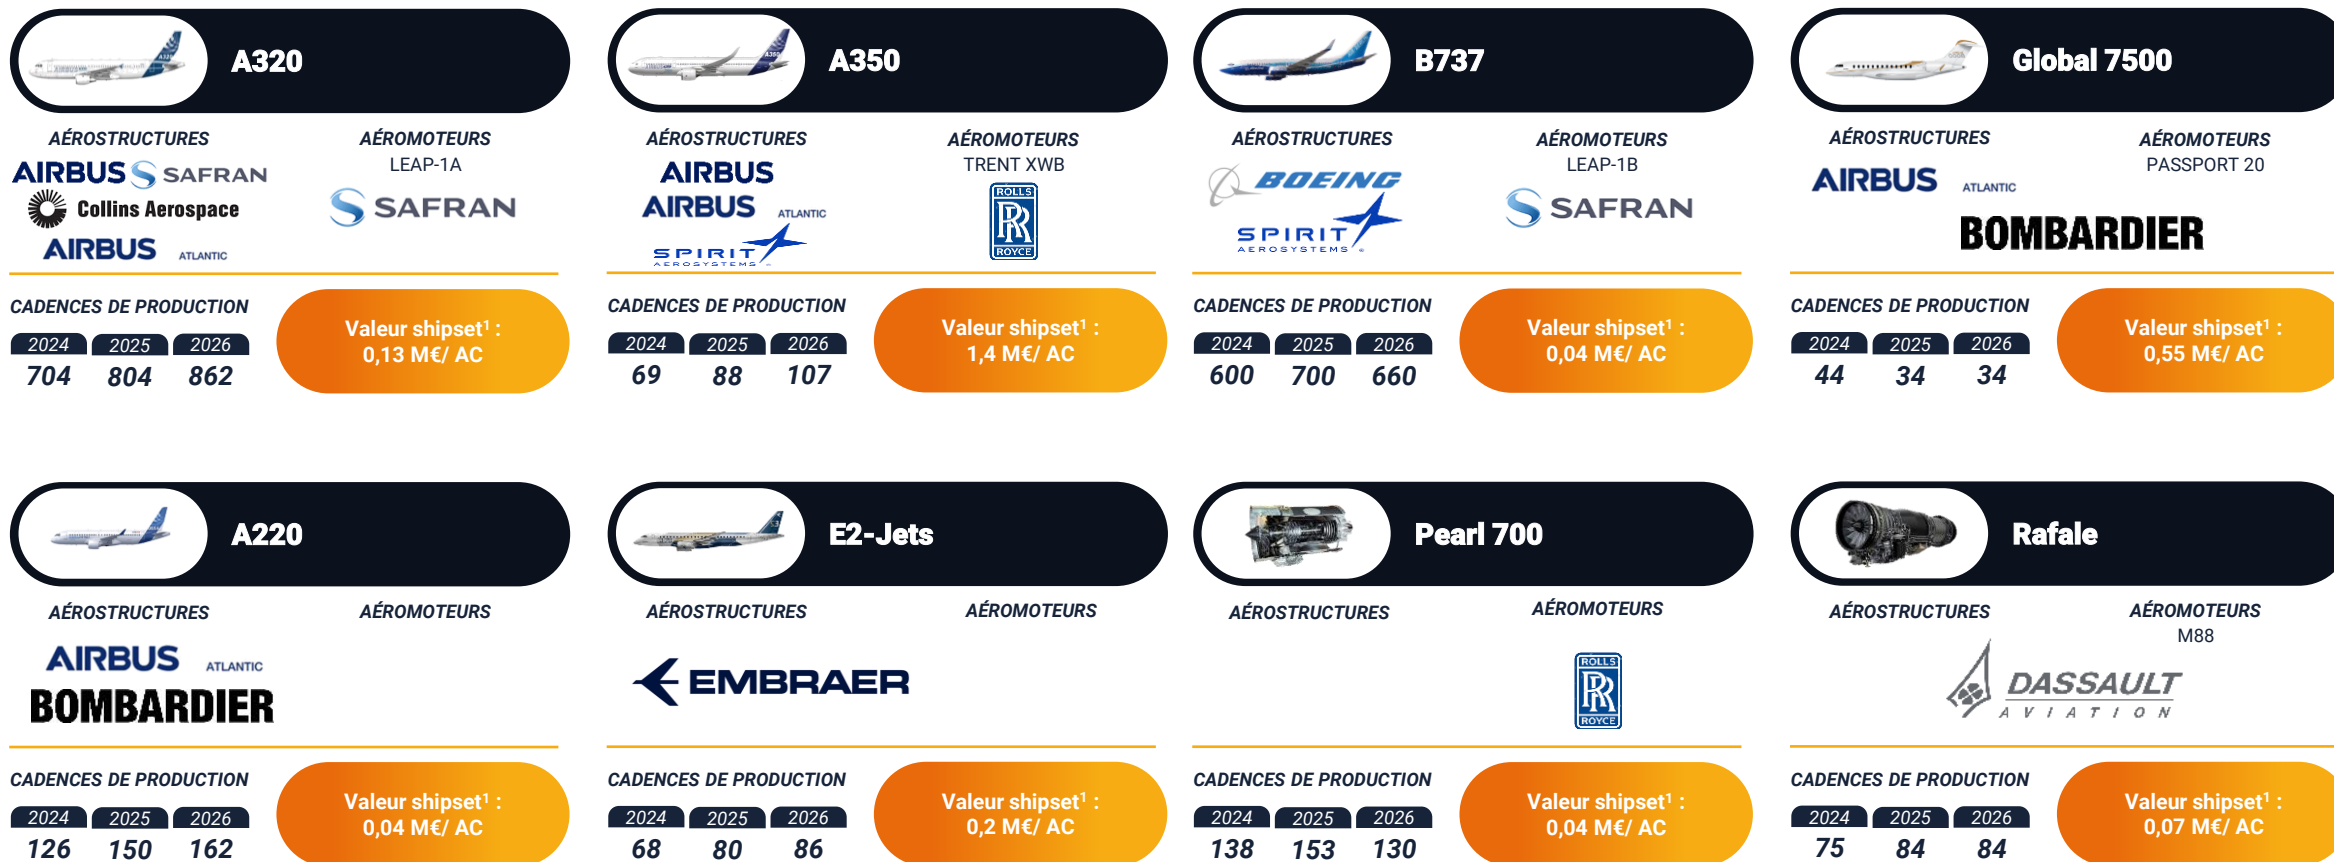 A320
AÉROSTRUCTURES
AÉROMOTEURS
LEAP-1A
AIRBUS SAFRAN
Collins Aerospace
AIRBUS ATLANTIC
SAFRAN
CADENCES DE PRODUCTION
2024 2025 2026
704 804 862
Valeur shipset¹ :
0,13 M€/ AC
A350
AÉROSTRUCTURES
AÉROMOTEURS
TRENT XWB
AIRBUS
AIRBUS ATLANTIC
SPIRIT
AEROSYSTEMS
ROLLS
RR
ROYCE
CADENCES DE PRODUCTION
2024 2025 2026
69 88 107
Valeur shipset¹ :
1,4 M€/ AC
B737
AÉROSTRUCTURES
AÉROMOTEURS
LEAP-1B
BOEING
SPIRIT
AEROSYSTEMS
SAFRAN
CADENCES DE PRODUCTION
2024 2025 2026
600 700 660
Valeur shipset¹ :
0,04 M€/ AC
Global 7500
AÉROSTRUCTURES
AÉROMOTEURS
PASSPORT 20
AIRBUS ATLANTIC
BOMBARDIER
CADENCES DE PRODUCTION
2024 2025 2026
44 34 34
Valeur shipset¹ :
0,55 M€/ AC
A220
AÉROSTRUCTURES
AÉROMOTEURS
AIRBUS ATLANTIC
BOMBARDIER
CADENCES DE PRODUCTION
2024 2025 2026
126 150 162
Valeur shipset¹ :
0,04 M€/ AC
E2-Jets
AÉROSTRUCTURES
AÉROMOTEURS
EMBRAER
CADENCES DE PRODUCTION
2024 2025 2026
68 80 86
Valeur shipset¹ :
0,2 M€/ AC
Pearl 700
AÉROSTRUCTURES
AÉROMOTEURS
ROLLS
RR
ROYCE
CADENCES DE PRODUCTION
2024 2025 2026
138 153 130
Valeur shipset¹ :
0,04 M€/ AC
Rafale
AÉROSTRUCTURES
AÉROMOTEURS
M88
DASSAULT
AVIATION
CADENCES DE PRODUCTION
2024 2025 2026
75 84 84
Valeur shipset¹ :
0,07 M€/ AC